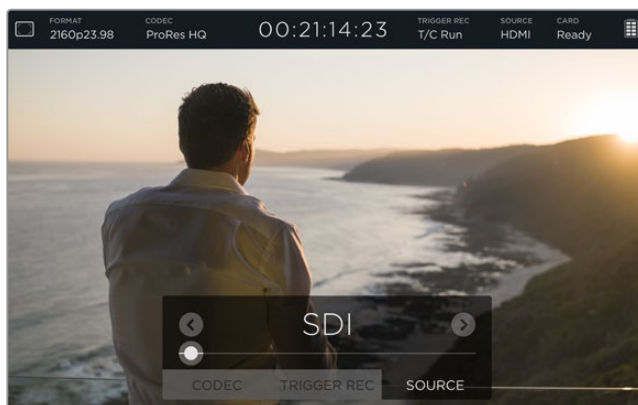 FORMAT CODEC TRIGGER REC SOURCE CARD
2160p23.98 ProRes HQ 00:21:14:23 T/C Run HDMI Ready
SDI
CODEC TRIGGER REC SOURCE